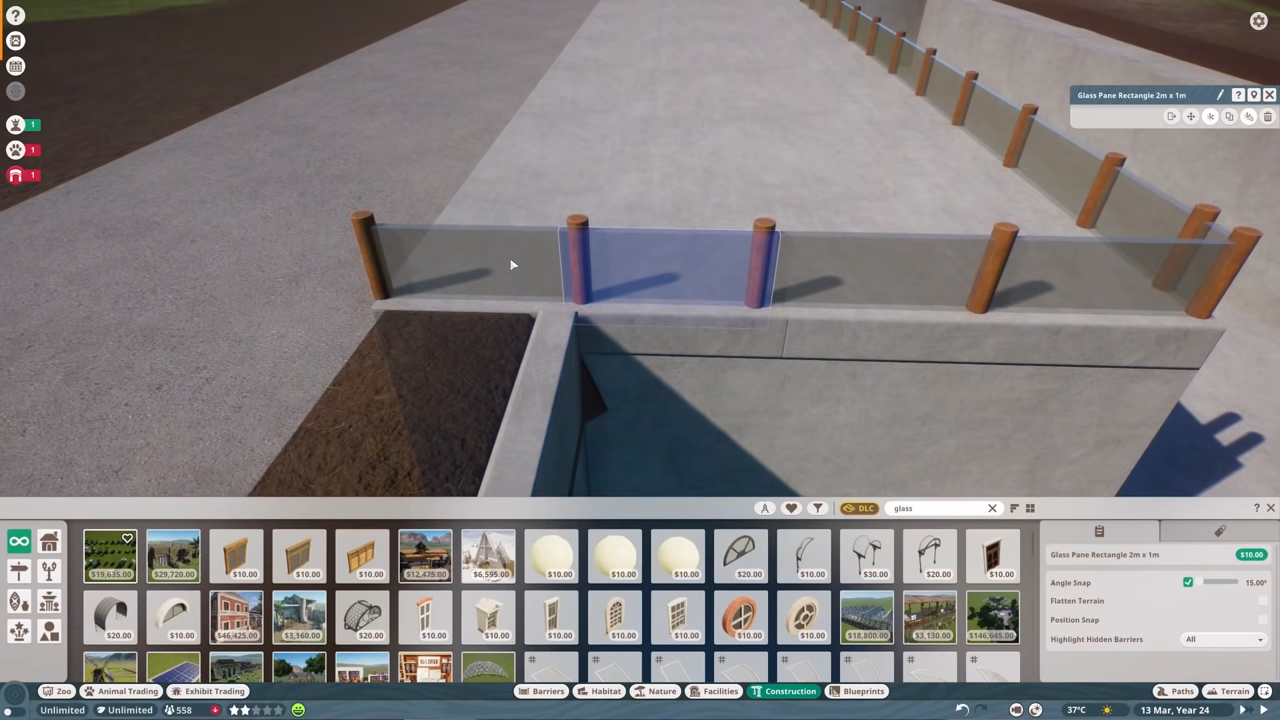 ?
Glass Pane Rectangle 2m x 1m
?
1
1
1
DLC
glass
?
$19,635.00
$29,720.00
$10.00
$10.00
$10.00
$12,475.00
$6,595.00
$10.00
$10.00
$10.00
$20.00
$10.00
$30.00
$20.00
$10.00
Glass Pane Rectangle 2m x 1m
$10.00
Angle Snap
15.00°
Flatten Terrain
Position Snap
Highlight Hidden Barriers
All
$20.00
$10.00
$46,425.00
$3,160.00
$20.00
$10.00
$10.00
$10.00
$10.00
$10.00
$10.00
$10.00
$18,800.00
$3,130.00
$146,645.00
# # # # # # # #
Zoo
Animal Trading
Exhibit Trading
Barriers
Habitat
Nature
Facilities
Construction
Blueprints
Paths
Terrain
Unlimited
Unlimited
558
37°C
13 Mar, Year 24